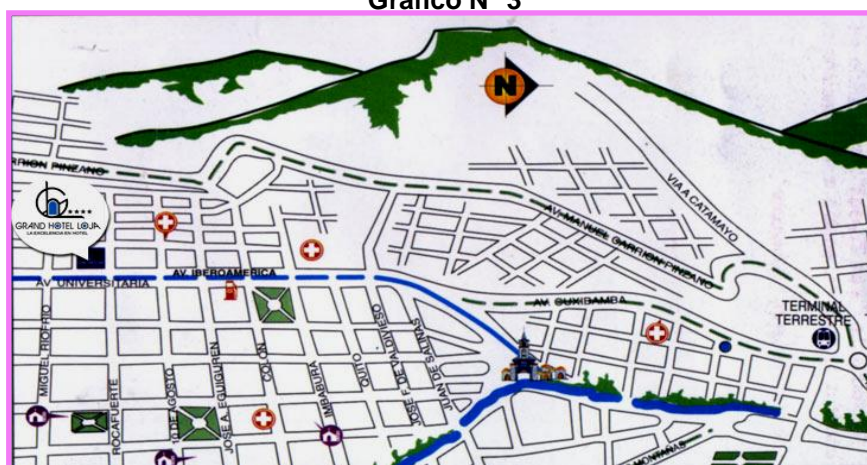 Gráfico N° 3
N
RRION PINZANO
VIA A CATAMAYO
AV. MANUEL CARRION PINZANO
GRAND HOTEL LOJA
LA EXCELENCIA EN HOTEL
AV. IBEROAMERICA
AV. UNIVERSITARIA
AV. CUXIBAMBA
TERMINAL
TERRESTRE
MIGUEL RIOFRIO
ROCAFUERTE
10 DE AGOSTO
JOSE A. EGUIGUREN
COLON
IMBABURA
QUITO
JOSE F. DE VALDIVIESO
JUAN DE SALINAS
MONTAÑAS